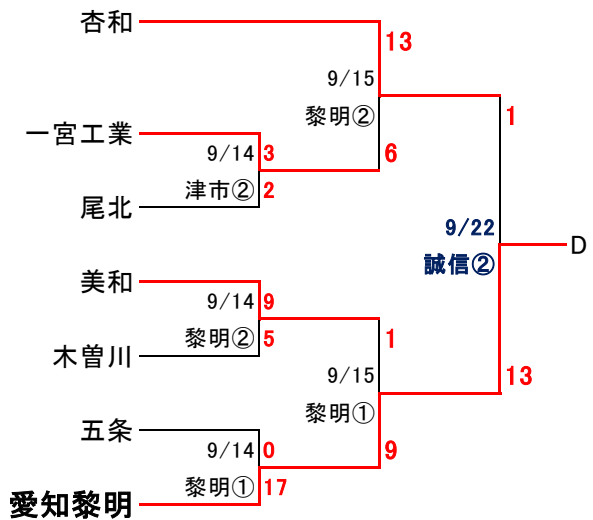 杏和
13
9/15
黎明②
1
一宮工業
9/14 3
6
津市② 2
尾北
9/22
D
誠信②
美和
9/14 9
黎明② 5
1
木曽川
9/15
13
黎明①
五条
9/14 0
9
黎明① 17
愛知黎明